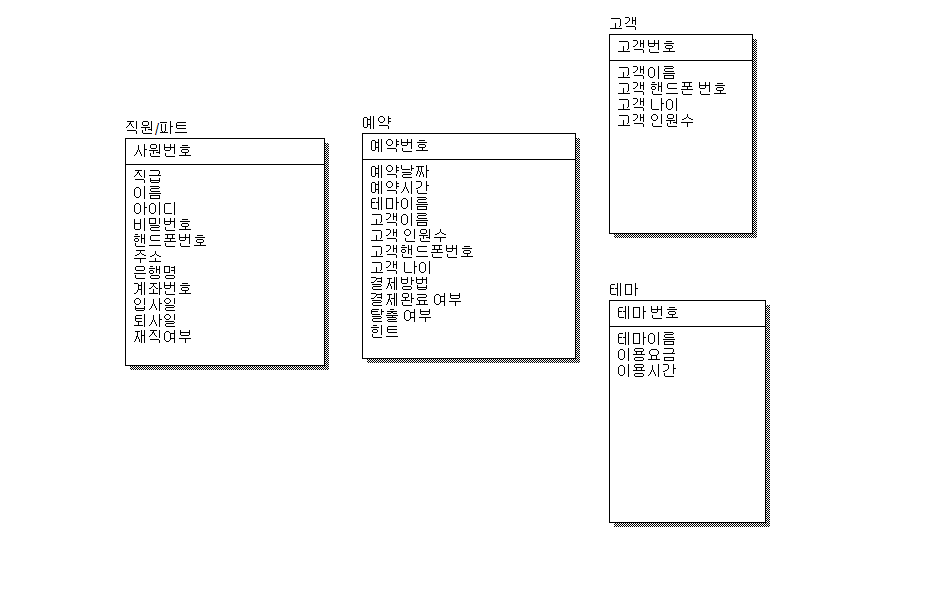 직원/파트
사원번호
직급
이름
아이디
비밀번호
핸드폰번호
주소
은행명
계좌번호
입사일
퇴사일
재직여부
예약
예약번호
예약날짜
예약시간
테마이름
고객이름
고객 인원수
고객핸드폰번호
고객 나이
결제방법
결제완료 여부
탈출 여부
힌트
고객
고객번호
고객이름
고객 핸드폰 번호
고객 나이
고객 인원수
테마
테마 번호
테마이름
이용요금
이용시간